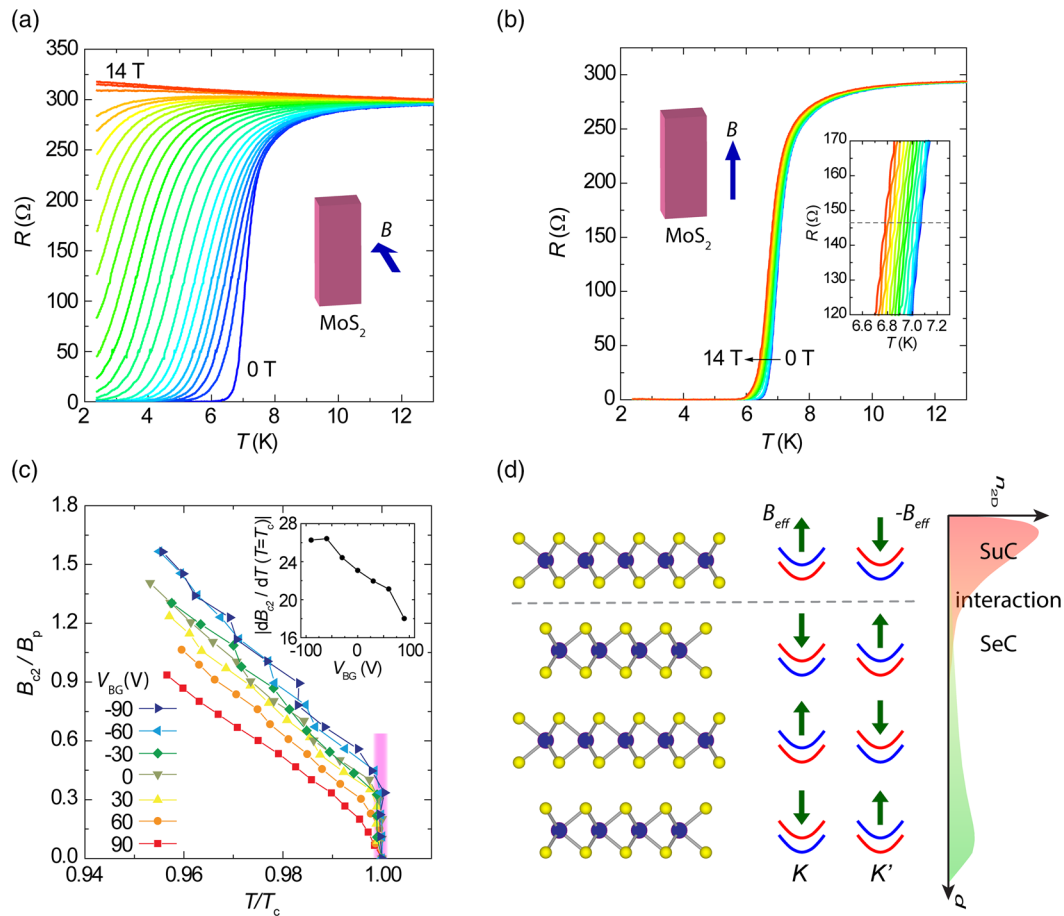 (a)
350
300
250
200
150
100
50
0
R (Ω)
14 T
0 T
B
MoS2
2 4 6 8 10 12
T (K)
(b)
300
250
200
150
100
50
0
R (Ω)
B
MoS2
14 T 0 T
2 4 6 8 10 12
T (K)
170
160
150
140
130
120
R (Ω)
6.6 6.8 7.0 7.2
T (K)
(c)
1.8
1.5
1.2
0.9
0.6
0.3
0.0
Bc2 / Bp
VBG (V)
-90
-60
-30
0
30
60
90
0.94 0.96 0.98 1.00
T/Tc
28
24
20
16
|dBc2 / dT (T=Tc)|
-100 0 100
VBG (V)
(d)
n2D
Beff -Beff
SuC
interaction
SeC
K K'
d